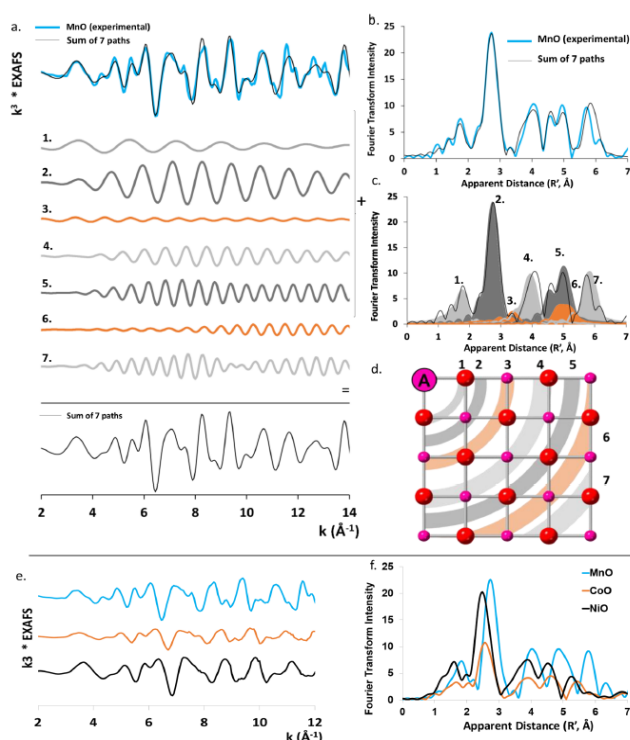 a.
MnO (experimental)
Sum of 7 paths
k³ * EXAFS
1.
2.
3.
4.
5.
6.
7.
+
=
Sum of 7 paths
2 4 6 8 10 12 14
k (Å⁻¹)
b.
MnO (experimental)
Sum of 7 paths
Fourier Transform Intensity
25
20
15
10
5
0
0 1 2 3 4 5 6 7
Apparent Distance (R', Å)
c.
Fourier Transform Intensity
25
20
15
10
5
0
1.
2.
3.
4.
5.
6.
7.
0 1 2 3 4 5 6 7
Apparent Distance (R', Å)
d.
1 2 3 4 5
A
6
7
e.
k3 * EXAFS
2 4 6 8 10 12
k (Å⁻¹)
f.
MnO
CoO
NiO
Fourier Transform Intensity
25
20
15
10
5
0
0 1 2 3 4 5 6 7
Apparent Distance (R', Å)